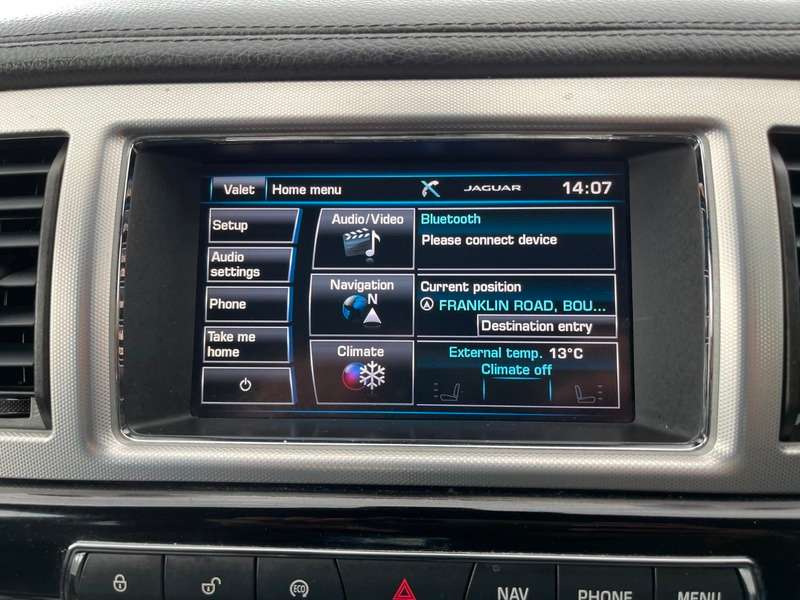 Valet Home menu JAGUAR 14:07
Setup
Audio
settings
Phone
Take me
home
Audio/Video
Navigation
N
Climate
Bluetooth
Please connect device
Current position
FRANKLIN ROAD, BOU...
Destination entry
External temp. 13°C
Climate off
ECO
NAV
PHONE
MENU